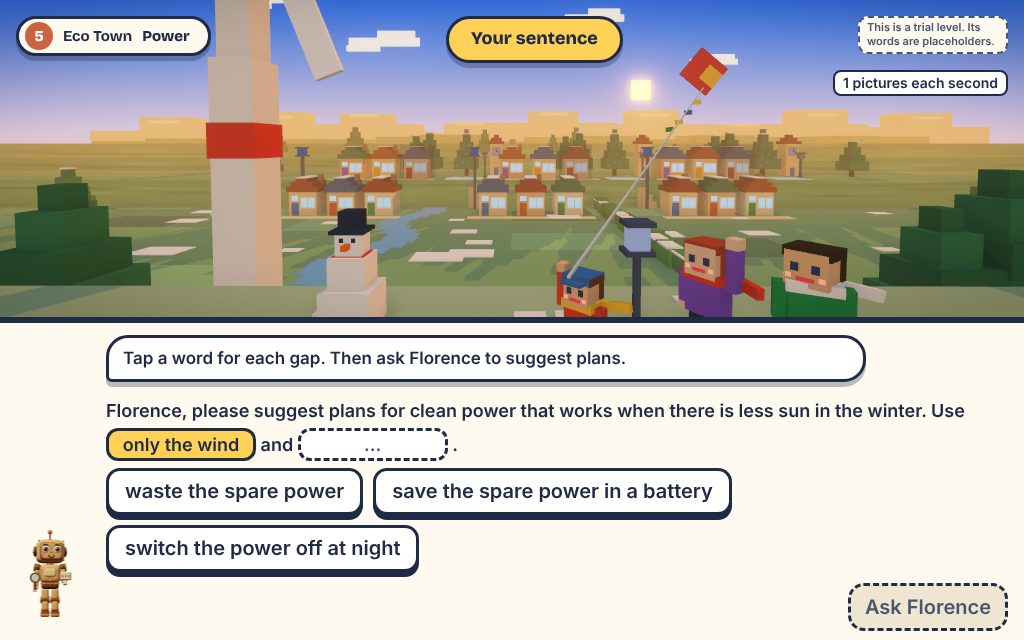 5 Eco Town Power
Your sentence
This is a trial level. Its
words are placeholders.
1 pictures each second
Tap a word for each gap. Then ask Florence to suggest plans.
Florence, please suggest plans for clean power that works when there is less sun in the winter. Use
only the wind and ... .
waste the spare power
save the spare power in a battery
switch the power off at night
Ask Florence